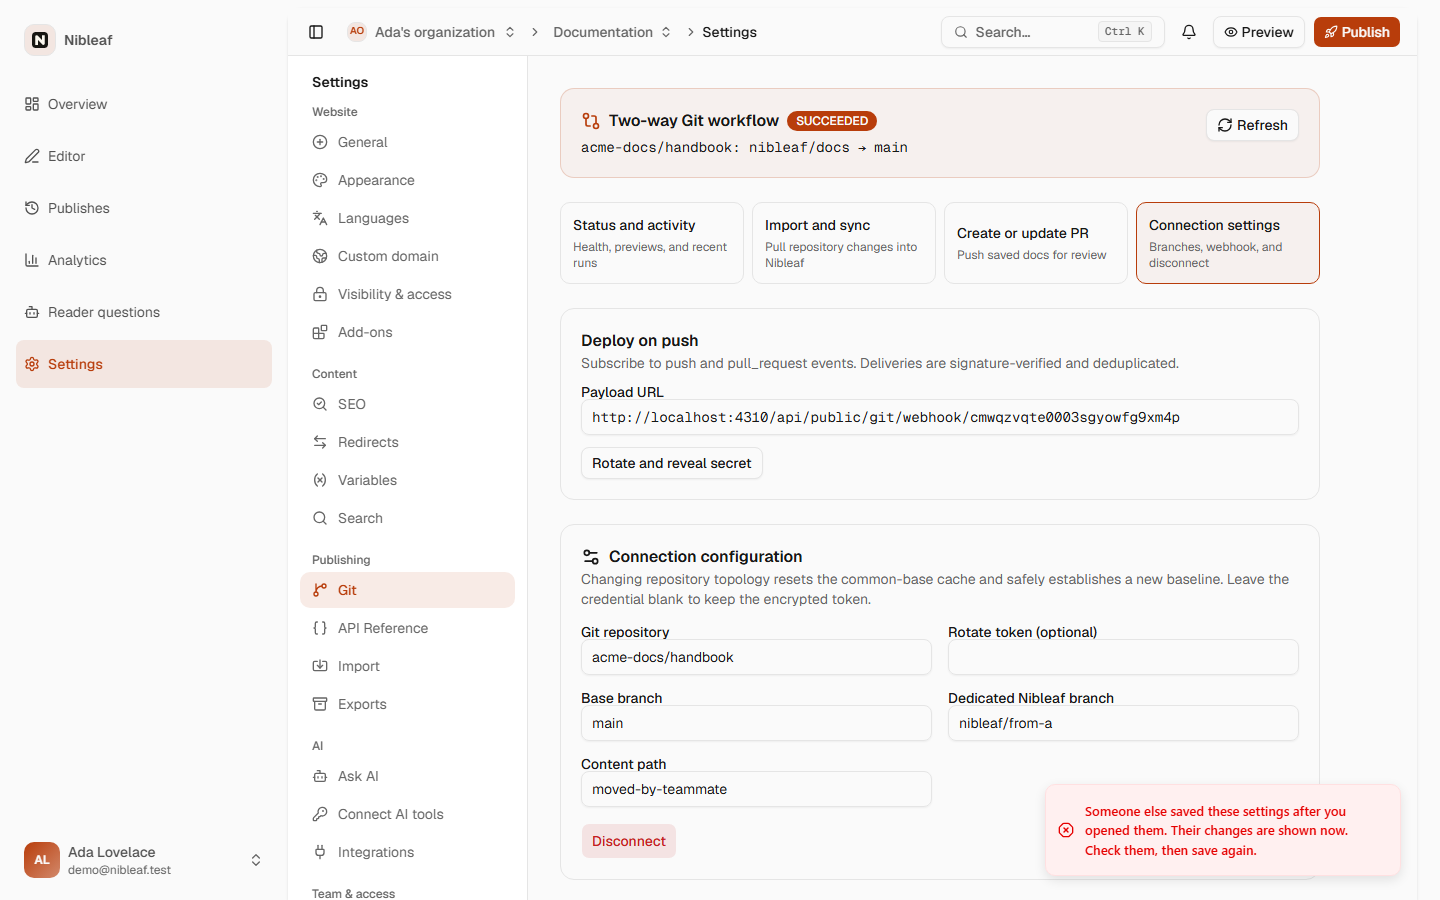 Nibleaf
Overview
Editor
Publishes
Analytics
Reader questions
Settings
AL
Ada Lovelace
demo@nibleaf.test
AO Ada's organization
Documentation
Settings
Search...
Ctrl K
Preview
Publish
Settings
Website
General
Appearance
Languages
Custom domain
Visibility & access
Add-ons
Content
SEO
Redirects
Variables
Search
Publishing
Git
API Reference
Import
Exports
AI
Ask AI
Connect AI tools
Integrations
Team & access
Two-way Git workflow SUCCEEDED
acme-docs/handbook: nibleaf/docs → main
Refresh
Status and activity
Health, previews, and recent
runs
Import and sync
Pull repository changes into
Nibleaf
Create or update PR
Push saved docs for review
Connection settings
Branches, webhook, and
disconnect
Deploy on push
Subscribe to push and pull_request events. Deliveries are signature-verified and deduplicated.
Payload URL
http://localhost:4310/api/public/git/webhook/cmwqzvqte0003sgyowfg9xm4p
Rotate and reveal secret
Connection configuration
Changing repository topology resets the common-base cache and safely establishes a new baseline. Leave the
credential blank to keep the encrypted token.
Git repository
acme-docs/handbook
Rotate token (optional)
Base branch
main
Dedicated Nibleaf branch
nibleaf/from-a
Content path
moved-by-teammate
Disconnect
Someone else saved these settings after you
opened them. Their changes are shown now.
Check them, then save again.